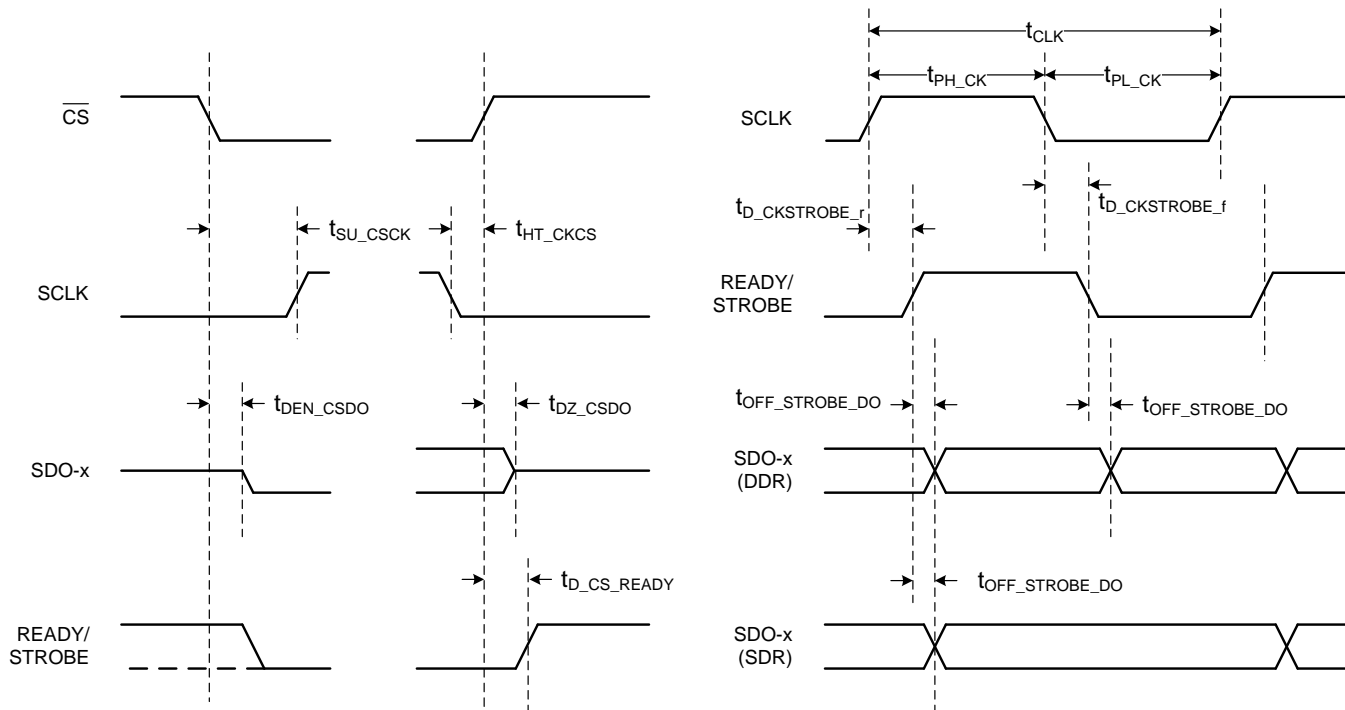 CS
SCLK
tSU_CSCK
tHT_CKCS
SDO-x
tDEN_CSDO
tDZ_CSDO
READY/
STROBE
tD_CS_READY
SCLK
tCLK
tPH_CK
tPL_CK
tD_CKSTROBE_r
tD_CKSTROBE_f
READY/
STROBE
tOFF_STROBE_DO
tOFF_STROBE_DO
SDO-x
(DDR)
tOFF_STROBE_DO
SDO-x
(SDR)